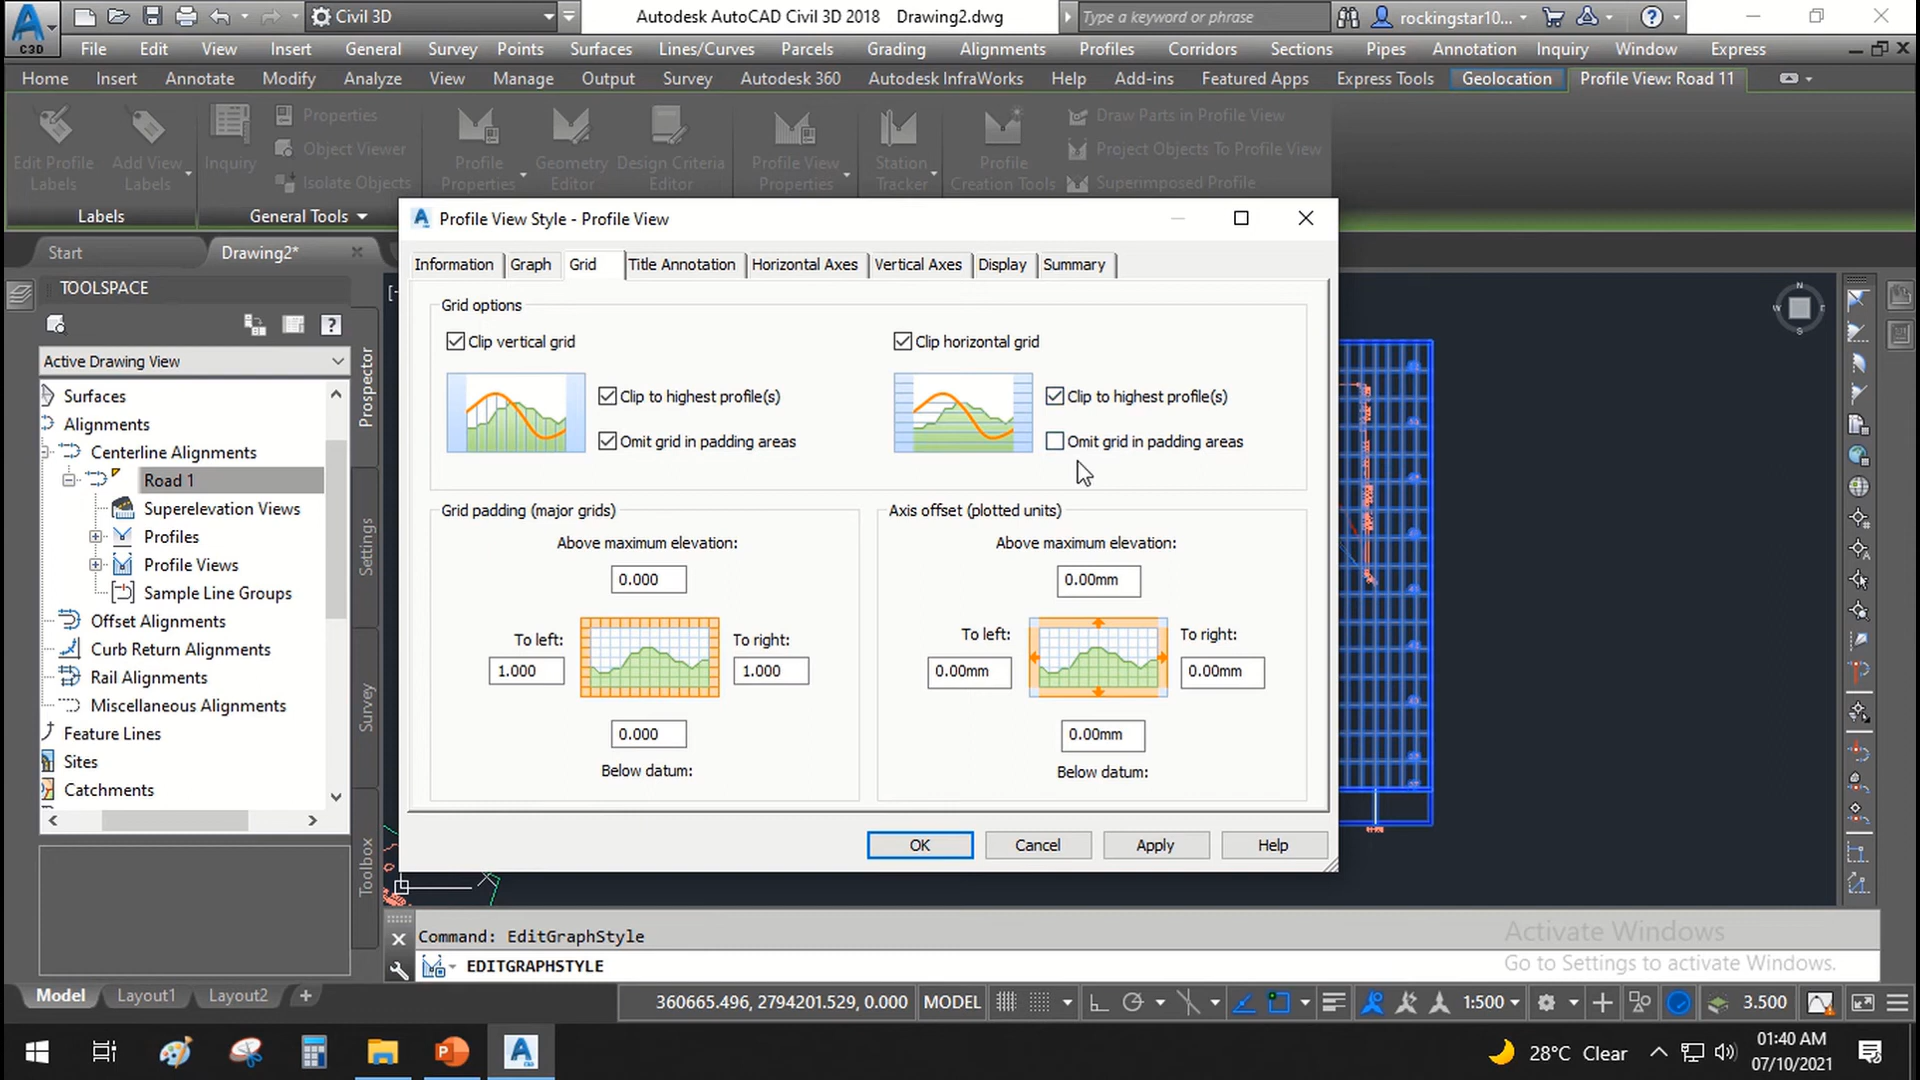 C3D
Civil 3D
Autodesk AutoCAD Civil 3D 2018 Drawing2.dwg
Type a keyword or phrase
rockingstar10...
File Edit View Insert General Survey Points Surfaces Lines/Curves Parcels Grading Alignments Profiles Corridors Sections Pipes Annotation Inquiry Window Express
Home Insert Annotate Modify Analyze View Manage Output Survey Autodesk 360 Autodesk InfraWorks Help Add-ins Featured Apps Express Tools Geolocation Profile View: Road 11
Edit Profile Labels
Add View Labels
Labels
Inquiry
Properties
Object Viewer
Isolate Objects
General Tools
Profile Properties
Geometry Editor
Design Criteria Editor
Profile View Properties
Station Tracker
Profile Creation Tools
Draw Parts in Profile View
Project Objects To Profile View
Superimposed Profile
Start
Drawing2*
TOOLSPACE
Active Drawing View
Surfaces
Alignments
Centerline Alignments
Road 1
Superelevation Views
Profiles
Profile Views
Sample Line Groups
Offset Alignments
Curb Return Alignments
Rail Alignments
Miscellaneous Alignments
Feature Lines
Sites
Catchments
Prospector
Settings
Survey
Toolbox
Profile View Style - Profile View
Information Graph Grid Title Annotation Horizontal Axes Vertical Axes Display Summary
Grid options
Clip vertical grid
Clip to highest profile(s)
Omit grid in padding areas
Clip horizontal grid
Clip to highest profile(s)
Omit grid in padding areas
Grid padding (major grids)
Above maximum elevation:
0.000
To left:
1.000
To right:
1.000
0.000
Below datum:
Axis offset (plotted units)
Above maximum elevation:
0.00mm
To left:
0.00mm
To right:
0.00mm
0.00mm
Below datum:
OK Cancel Apply Help
N
W
S
Command: EditGraphStyle
EDITGRAPHSTYLE
Activate Windows
Go to Settings to activate Windows.
Model Layout1 Layout2 +
360665.496, 2794201.529, 0.000 MODEL 1:500 3.500
28°C Clear
01:40 AM
07/10/2021